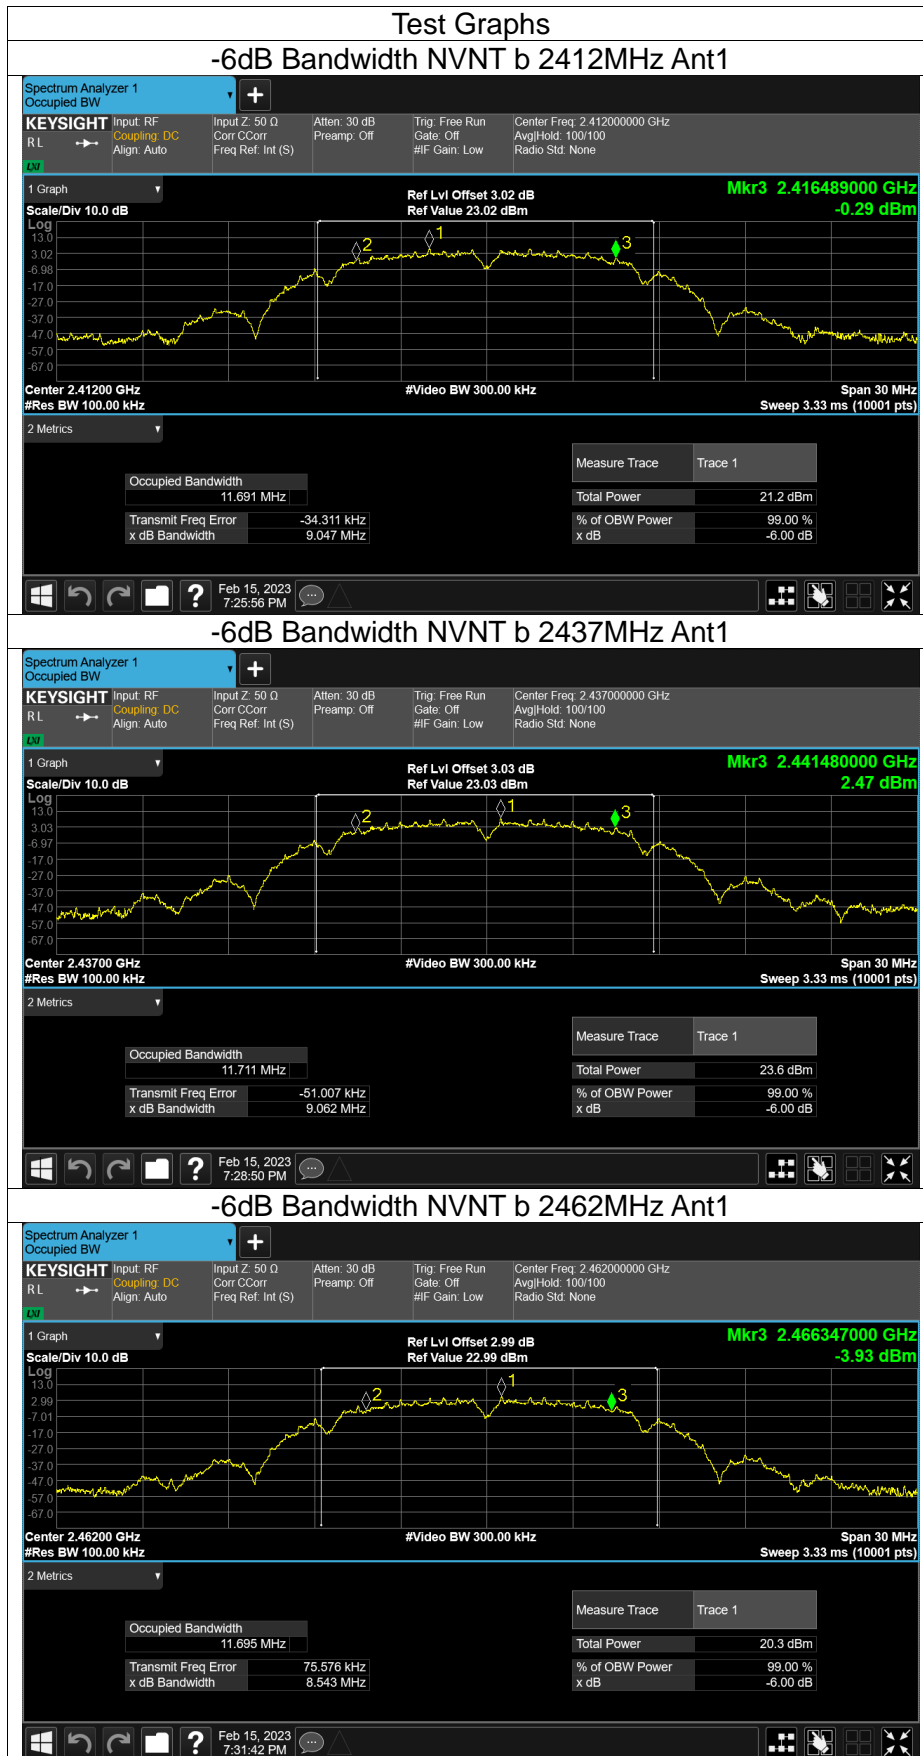 Test Graphs
-6dB Bandwidth NVNT b 2412MHz Ant1
Spectrum Analyzer 1
Occupied BW
+
KEYSIGHT Input: RF Input Z: 50 Ω Atten: 30 dB Trig: Free Run Center Freq: 2.412000000 GHz
RL Coupling: DC Corr CCorr Preamp: Off Gate: Off Avg|Hold: 100/100
Align: Auto Freq Ref: Int (S) #IF Gain: Low Radio Std: None
LXI
1 Graph Ref Lvl Offset 3.02 dB Mkr3 2.416489000 GHz
Scale/Div 10.0 dB Ref Value 23.02 dBm -0.29 dBm
Log
13.0
3.02
-6.98
-17.0
-27.0
-37.0
-47.0
-57.0
-67.0
2 1 3
Center 2.41200 GHz #Video BW 300.00 kHz Span 30 MHz
#Res BW 100.00 kHz Sweep 3.33 ms (10001 pts)
2 Metrics
Measure Trace Trace 1
Occupied Bandwidth
11.691 MHz Total Power 21.2 dBm
Transmit Freq Error -34.311 kHz % of OBW Power 99.00 %
x dB Bandwidth 9.047 MHz x dB -6.00 dB
? Feb 15, 2023
7:25:56 PM
-6dB Bandwidth NVNT b 2437MHz Ant1
Spectrum Analyzer 1
Occupied BW
+
KEYSIGHT Input: RF Input Z: 50 Ω Atten: 30 dB Trig: Free Run Center Freq: 2.437000000 GHz
RL Coupling: DC Corr CCorr Preamp: Off Gate: Off Avg|Hold: 100/100
Align: Auto Freq Ref: Int (S) #IF Gain: Low Radio Std: None
LXI
1 Graph Ref Lvl Offset 3.03 dB Mkr3 2.441480000 GHz
Scale/Div 10.0 dB Ref Value 23.03 dBm 2.47 dBm
Log
13.0
3.03
-6.97
-17.0
-27.0
-37.0
-47.0
-57.0
-67.0
2 1 3
Center 2.43700 GHz #Video BW 300.00 kHz Span 30 MHz
#Res BW 100.00 kHz Sweep 3.33 ms (10001 pts)
2 Metrics
Measure Trace Trace 1
Occupied Bandwidth
11.711 MHz Total Power 23.6 dBm
Transmit Freq Error -51.007 kHz % of OBW Power 99.00 %
x dB Bandwidth 9.062 MHz x dB -6.00 dB
? Feb 15, 2023
7:28:50 PM
-6dB Bandwidth NVNT b 2462MHz Ant1
Spectrum Analyzer 1
Occupied BW
+
KEYSIGHT Input: RF Input Z: 50 Ω Atten: 30 dB Trig: Free Run Center Freq: 2.462000000 GHz
RL Coupling: DC Corr CCorr Preamp: Off Gate: Off Avg|Hold: 100/100
Align: Auto Freq Ref: Int (S) #IF Gain: Low Radio Std: None
LXI
1 Graph Ref Lvl Offset 2.99 dB Mkr3 2.466347000 GHz
Scale/Div 10.0 dB Ref Value 22.99 dBm -3.93 dBm
Log
13.0
2.99
-7.01
-17.0
-27.0
-37.0
-47.0
-57.0
-67.0
2 1 3
Center 2.46200 GHz #Video BW 300.00 kHz Span 30 MHz
#Res BW 100.00 kHz Sweep 3.33 ms (10001 pts)
2 Metrics
Measure Trace Trace 1
Occupied Bandwidth
11.695 MHz Total Power 20.3 dBm
Transmit Freq Error 75.576 kHz % of OBW Power 99.00 %
x dB Bandwidth 8.543 MHz x dB -6.00 dB
? Feb 15, 2023
7:31:42 PM